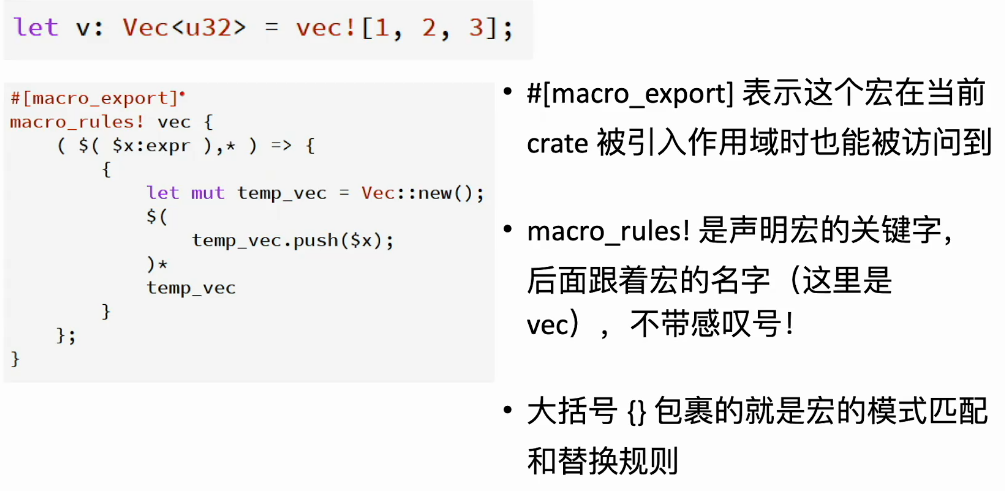 let v: Vec<u32> = vec![1, 2, 3];
#[macro_export]
macro_rules! vec {
    ( $( $x:expr ),* ) => {
        {
            let mut temp_vec = Vec::new();
            $(
                temp_vec.push($x);
            )*
            temp_vec
        }
    };
}
• #[macro_export] 表示这个宏在当前
crate 被引入作用域时也能被访问到
• macro_rules! 是声明宏的关键字，
后面跟着宏的名字（这里是
vec），不带感叹号！
• 大括号 {} 包裹的就是宏的模式匹配
和替换规则